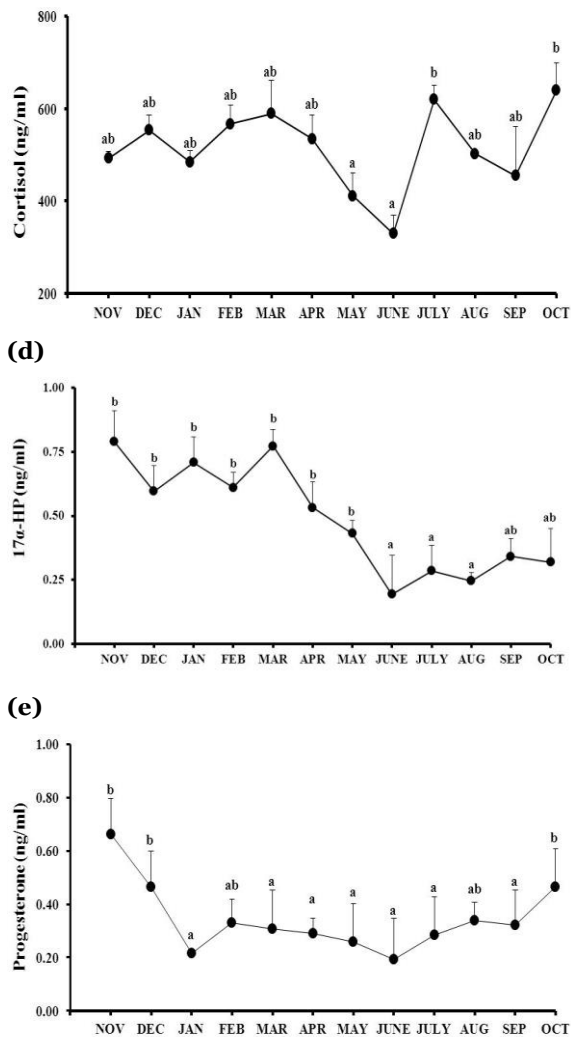 Cortisol (ng/ml)
800
600
400
200
ab
ab
ab
ab
ab
ab
a
a
b
ab
ab
b
NOV DEC JAN FEB MAR APR MAY JUNE JULY AUG SEP OCT
(d)
17α-HP (ng/ml)
1.00
0.75
0.50
0.25
0.00
b
b
b
b
b
b
b
a
a
a
ab
ab
NOV DEC JAN FEB MAR APR MAY JUNE JULY AUG SEP OCT
(e)
Progesterone (ng/ml)
1.00
0.80
0.60
0.40
0.20
0.00
b
b
a
ab
a
a
a
a
a
ab
a
b
NOV DEC JAN FEB MAR APR MAY JUNE JULY AUG SEP OCT